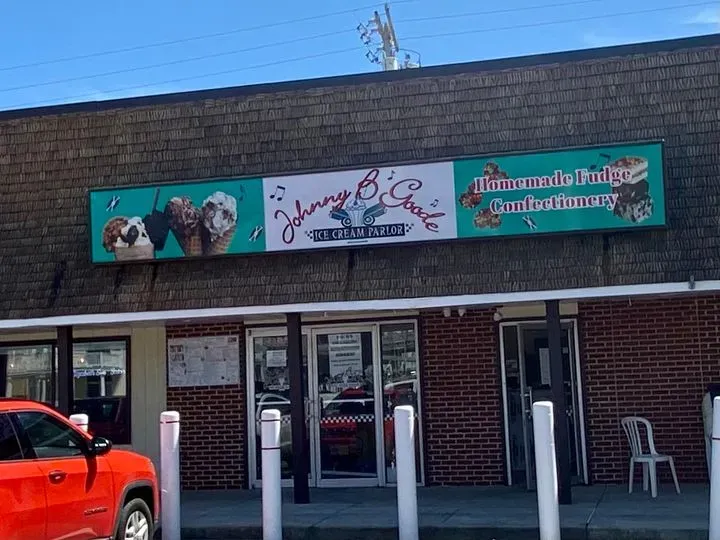 Johnny B Goode
ICE CREAM PARLOR
Homemade Fudge
Confectionery